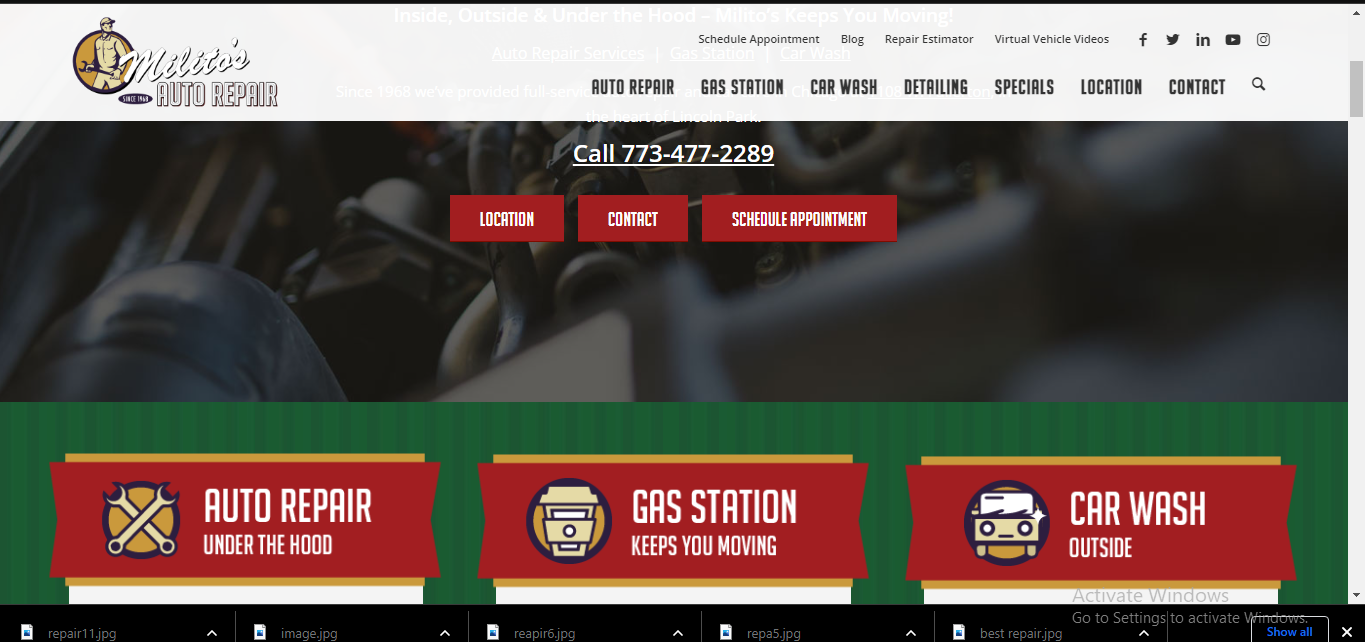 Inside, Outside & Under the Hood – Milito's Keeps You Moving!
Schedule Appointment Blog Repair Estimator Virtual Vehicle Videos
Auto Repair Services | Gas Station | Car Wash
Milito's
SINCE 1968 AUTO REPAIR
AUTO REPAIR GAS STATION CAR WASH DETAILING SPECIALS LOCATION CONTACT
Since 1968 we've provided full-servic
the heart of Lincoln Park.
Call 773-477-2289
LOCATION CONTACT SCHEDULE APPOINTMENT
AUTO REPAIR
UNDER THE HOOD
GAS STATION
KEEPS YOU MOVING
CAR WASH
OUTSIDE
Activate Windows
Go to Settings to activate Windows.
repair11.jpg image.jpg reapir6.jpg repa5.jpg best repair.jpg Show all